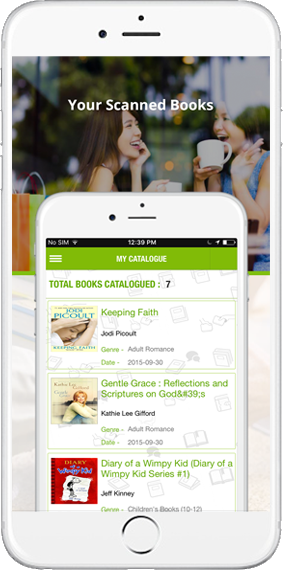 Your Scanned Books
No SIM 12:39 PM
MY CATALOGUE
TOTAL BOOKS CATALOGUED : 7
JODI
PICOULT
KEEPING FAITH
Keeping Faith
Jodi Picoult
Genre - Adult Romance
Date - 2015-09-30
Kathie Lee
Gifford
Gentle Grace : Reflections and
Scriptures on God&#39;s
Kathie Lee Gifford
Genre - Adult Romance
Date - 2015-09-30
DIARY
of a
Wimpy Kid
Diary of a Wimpy Kid (Diary of a
Wimpy Kid Series #1)
Jeff Kinney
Genre - Children's Books (10-12)